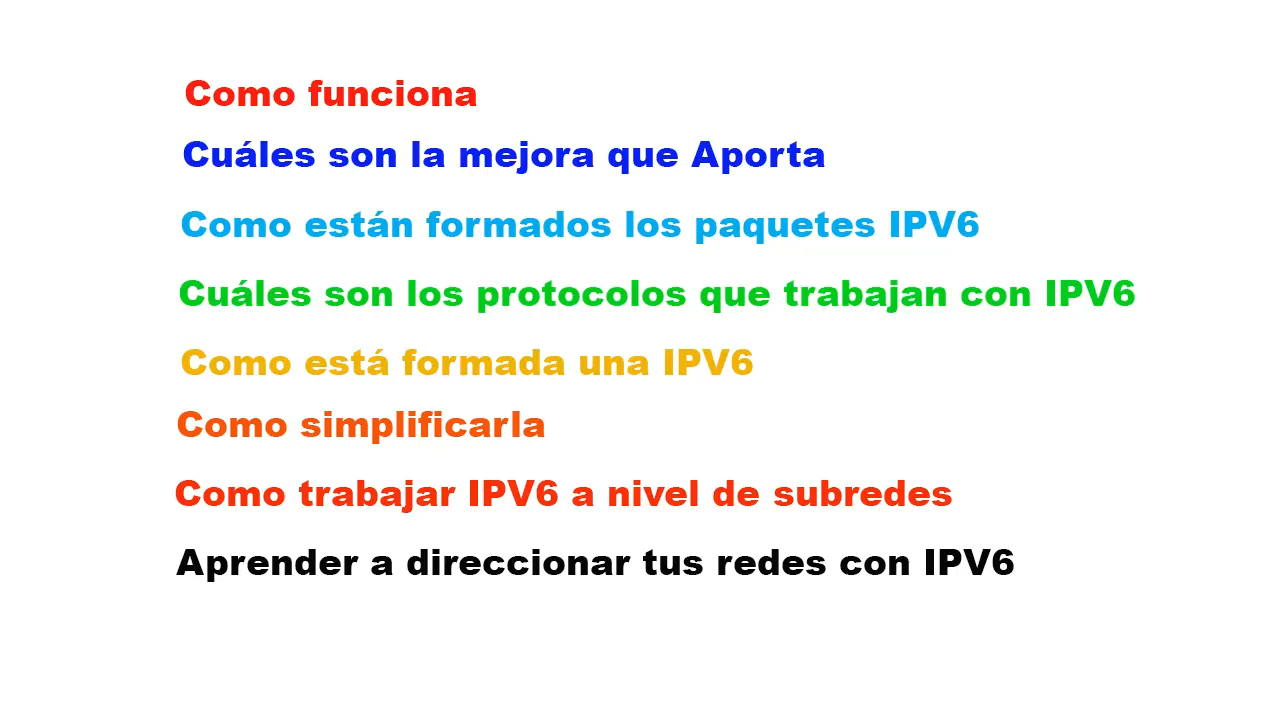 Como funciona
Cuáles son la mejora que Aporta
Como están formados los paquetes IPV6
Cuáles son los protocolos que trabajan con IPV6
Como está formada una IPV6
Como simplificarla
Como trabajar IPV6 a nivel de subredes
Aprender a direccionar tus redes con IPV6